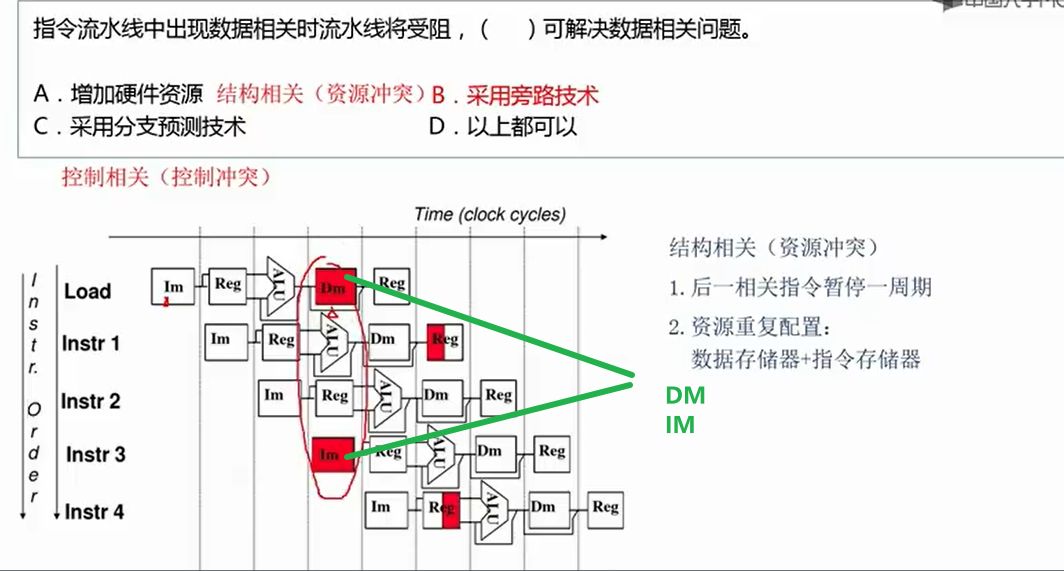 指令流水线中出现数据相关时流水线将受阻，（　　）可解决数据相关问题。
A．增加硬件资源 结构相关（资源冲突）B．采用旁路技术
C．采用分支预测技术 D．以上都可以
控制相关（控制冲突）
Time (clock cycles)
Instr. Order
Load Im Reg ALU Dm Reg
Instr 1 Im Reg ALU Dm Reg
Instr 2 Im Reg ALU Dm Reg
Instr 3 Im Reg ALU Dm Reg
Instr 4 Im Reg ALU Dm Reg
结构相关（资源冲突）
1. 后一相关指令暂停一周期
2. 资源重复配置：
数据存储器+指令存储器
DM
IM